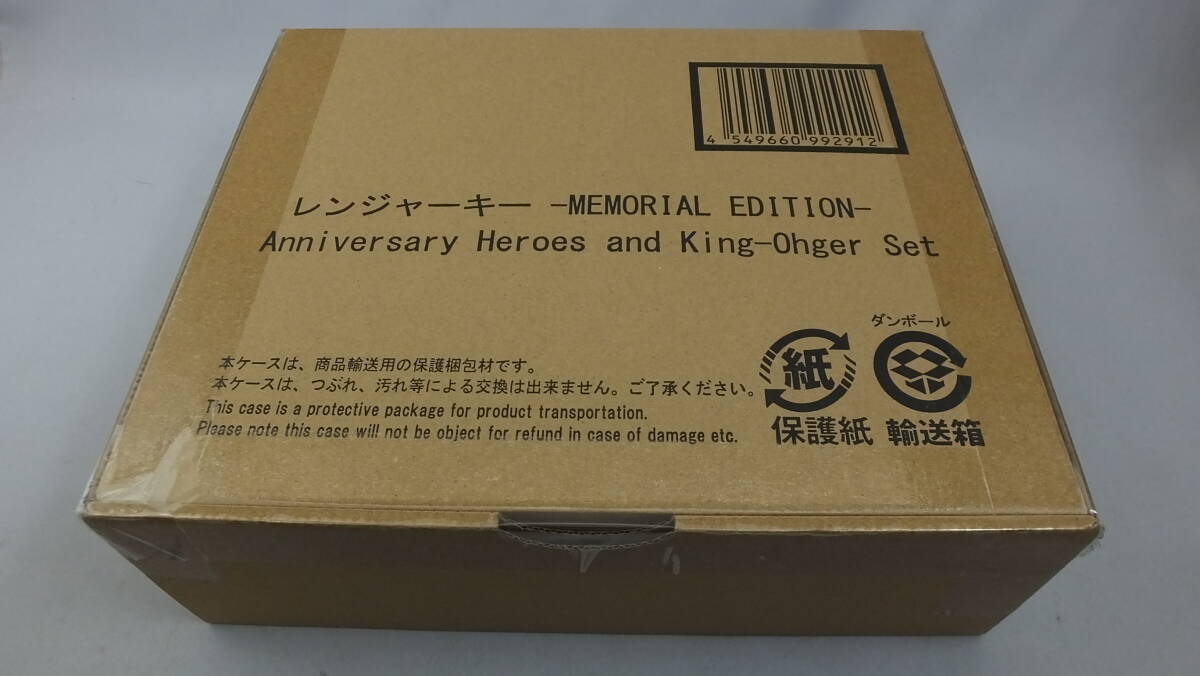 4 549660 992912
レンジャーキー -MEMORIAL EDITION-
Anniversary Heroes and King-Ohger Set
本ケースは、商品輸送用の保護梱包材です。
本ケースは、つぶれ、汚れ等による交換は出来ません。ご了承ください。
This case is a protective package for product transportation.
Please note this case will not be object for refund in case of damage etc.
紙
保護紙
ダンボール
輸送箱